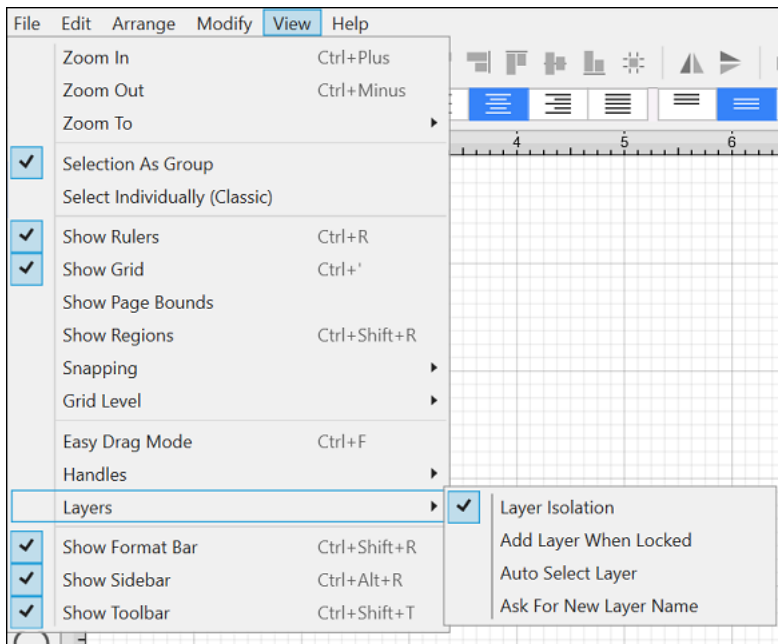 File Edit Arrange Modify View Help
Zoom In Ctrl+Plus
Zoom Out Ctrl+Minus
Zoom To
4 5 6
Selection As Group
Select Individually (Classic)
Show Rulers Ctrl+R
Show Grid Ctrl+'
Show Page Bounds
Show Regions Ctrl+Shift+R
Snapping
Grid Level
Easy Drag Mode Ctrl+F
Handles
Layers Layer Isolation
Add Layer When Locked
Show Format Bar Ctrl+Shift+R
Auto Select Layer
Show Sidebar Ctrl+Alt+R
Ask For New Layer Name
Show Toolbar Ctrl+Shift+T